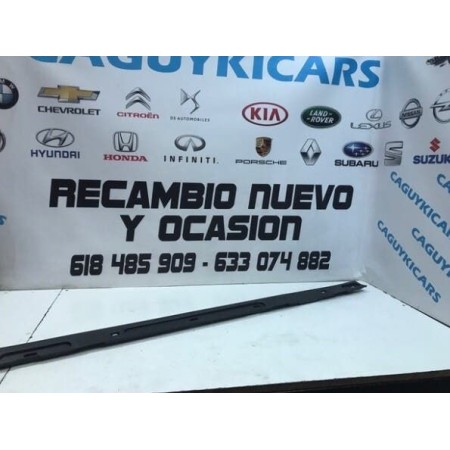 CAGUYKICARS
CHEVROLET
CITROËN
DS AUTOMOBILES
KIA
LAND ROVER
LEXUS
HYUNDAI
HONDA
INFINITI
PORSCHE
RENAULT
SUBARU
SUZUKI
RECAMBIO NUEVO
Y OCASION
618 485 909 - 633 074 882
CAGUYKICARS